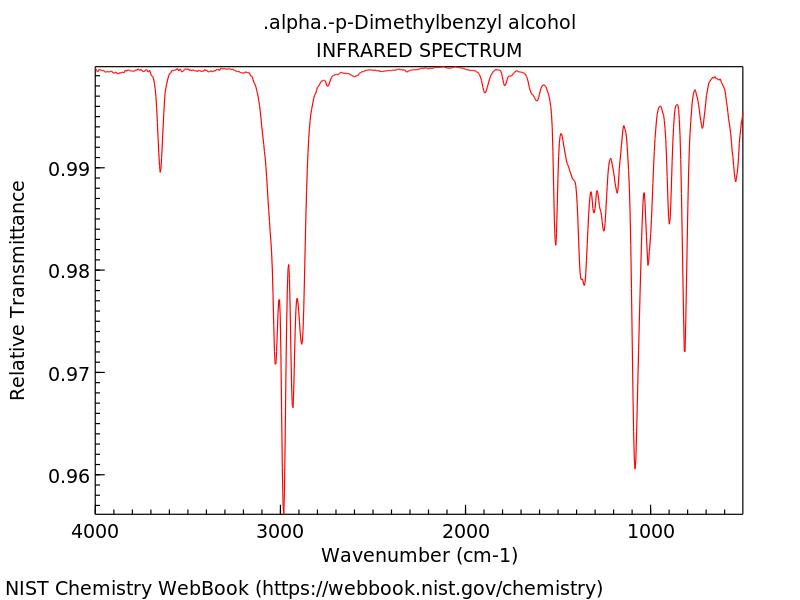 .alpha.-p-Dimethylbenzyl alcohol
INFRARED SPECTRUM
0.99
0.98
0.97
0.96
Relative Transmittance
4000 3000 2000 1000
Wavenumber (cm-1)
NIST Chemistry WebBook (https://webbook.nist.gov/chemistry)